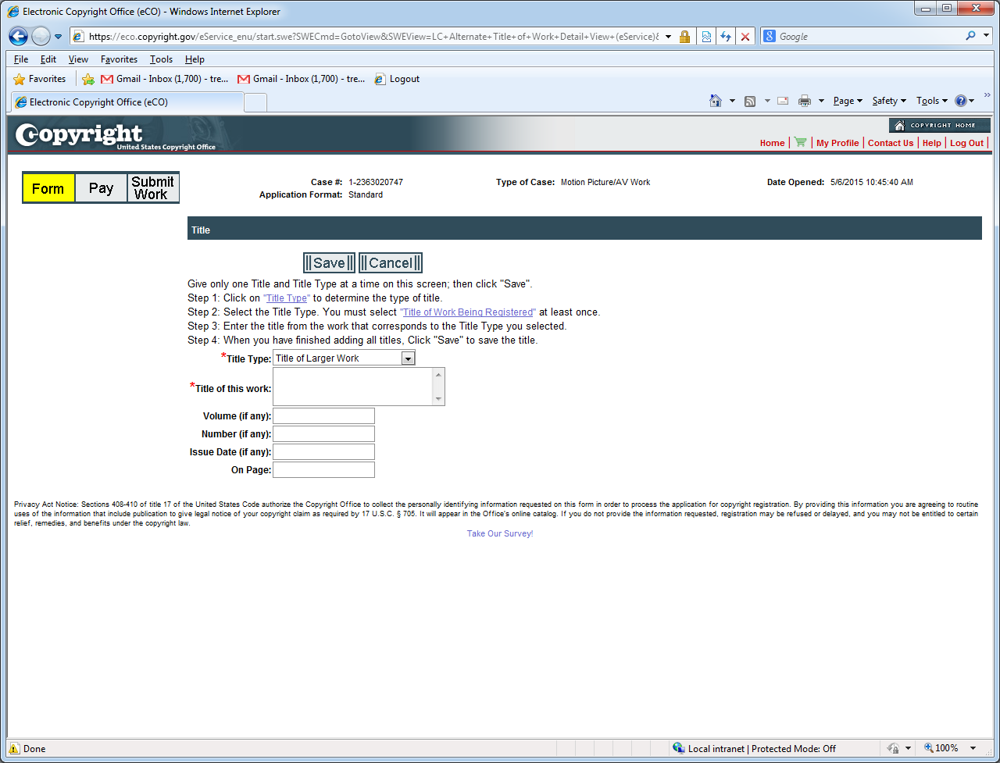 Electronic Copyright Office (eCO) - Windows Internet Explorer
https://eco.copyright.gov/eService_enu/start.swe?SWECmd=GotoView&SWEView=LC+Alternate+Title+of+Work+Detail+View+(eService)&
Google
File Edit View Favorites Tools Help
Favorites Gmail - Inbox (1,700) - tre... Gmail - Inbox (1,700) - tre... Logout
Electronic Copyright Office (eCO)
Page Safety Tools
Copyright
United States Copyright Office
COPYRIGHT HOME
Home My Profile Contact Us Help Log Out
Form Pay Submit Work
Case #: 1-2363020747 Type of Case: Motion Picture/AV Work Date Opened: 5/6/2015 10:45:40 AM
Application Format: Standard
Title
Save Cancel
Give only one Title and Title Type at a time on this screen; then click "Save".
Step 1: Click on "Title Type" to determine the type of title.
Step 2: Select the Title Type. You must select "Title of Work Being Registered" at least once.
Step 3: Enter the title from the work that corresponds to the Title Type you selected.
Step 4: When you have finished adding all titles, Click "Save" to save the title.
*Title Type: Title of Larger Work
*Title of this work:
Volume (if any):
Number (if any):
Issue Date (if any):
On Page:
Privacy Act Notice: Sections 408-410 of title 17 of the United States Code authorize the Copyright Office to collect the personally identifying information requested on this form in order to process the application for copyright registration. By providing this information you are agreeing to routine
uses of the information that include publication to give legal notice of your copyright claim as required by 17 U.S.C. § 705. It will appear in the Office's online catalog. If you do not provide the information requested, registration may be refused or delayed, and you may not be entitled to certain
relief, remedies, and benefits under the copyright law.
Take Our Survey!
Done
Local intranet | Protected Mode: Off
100%